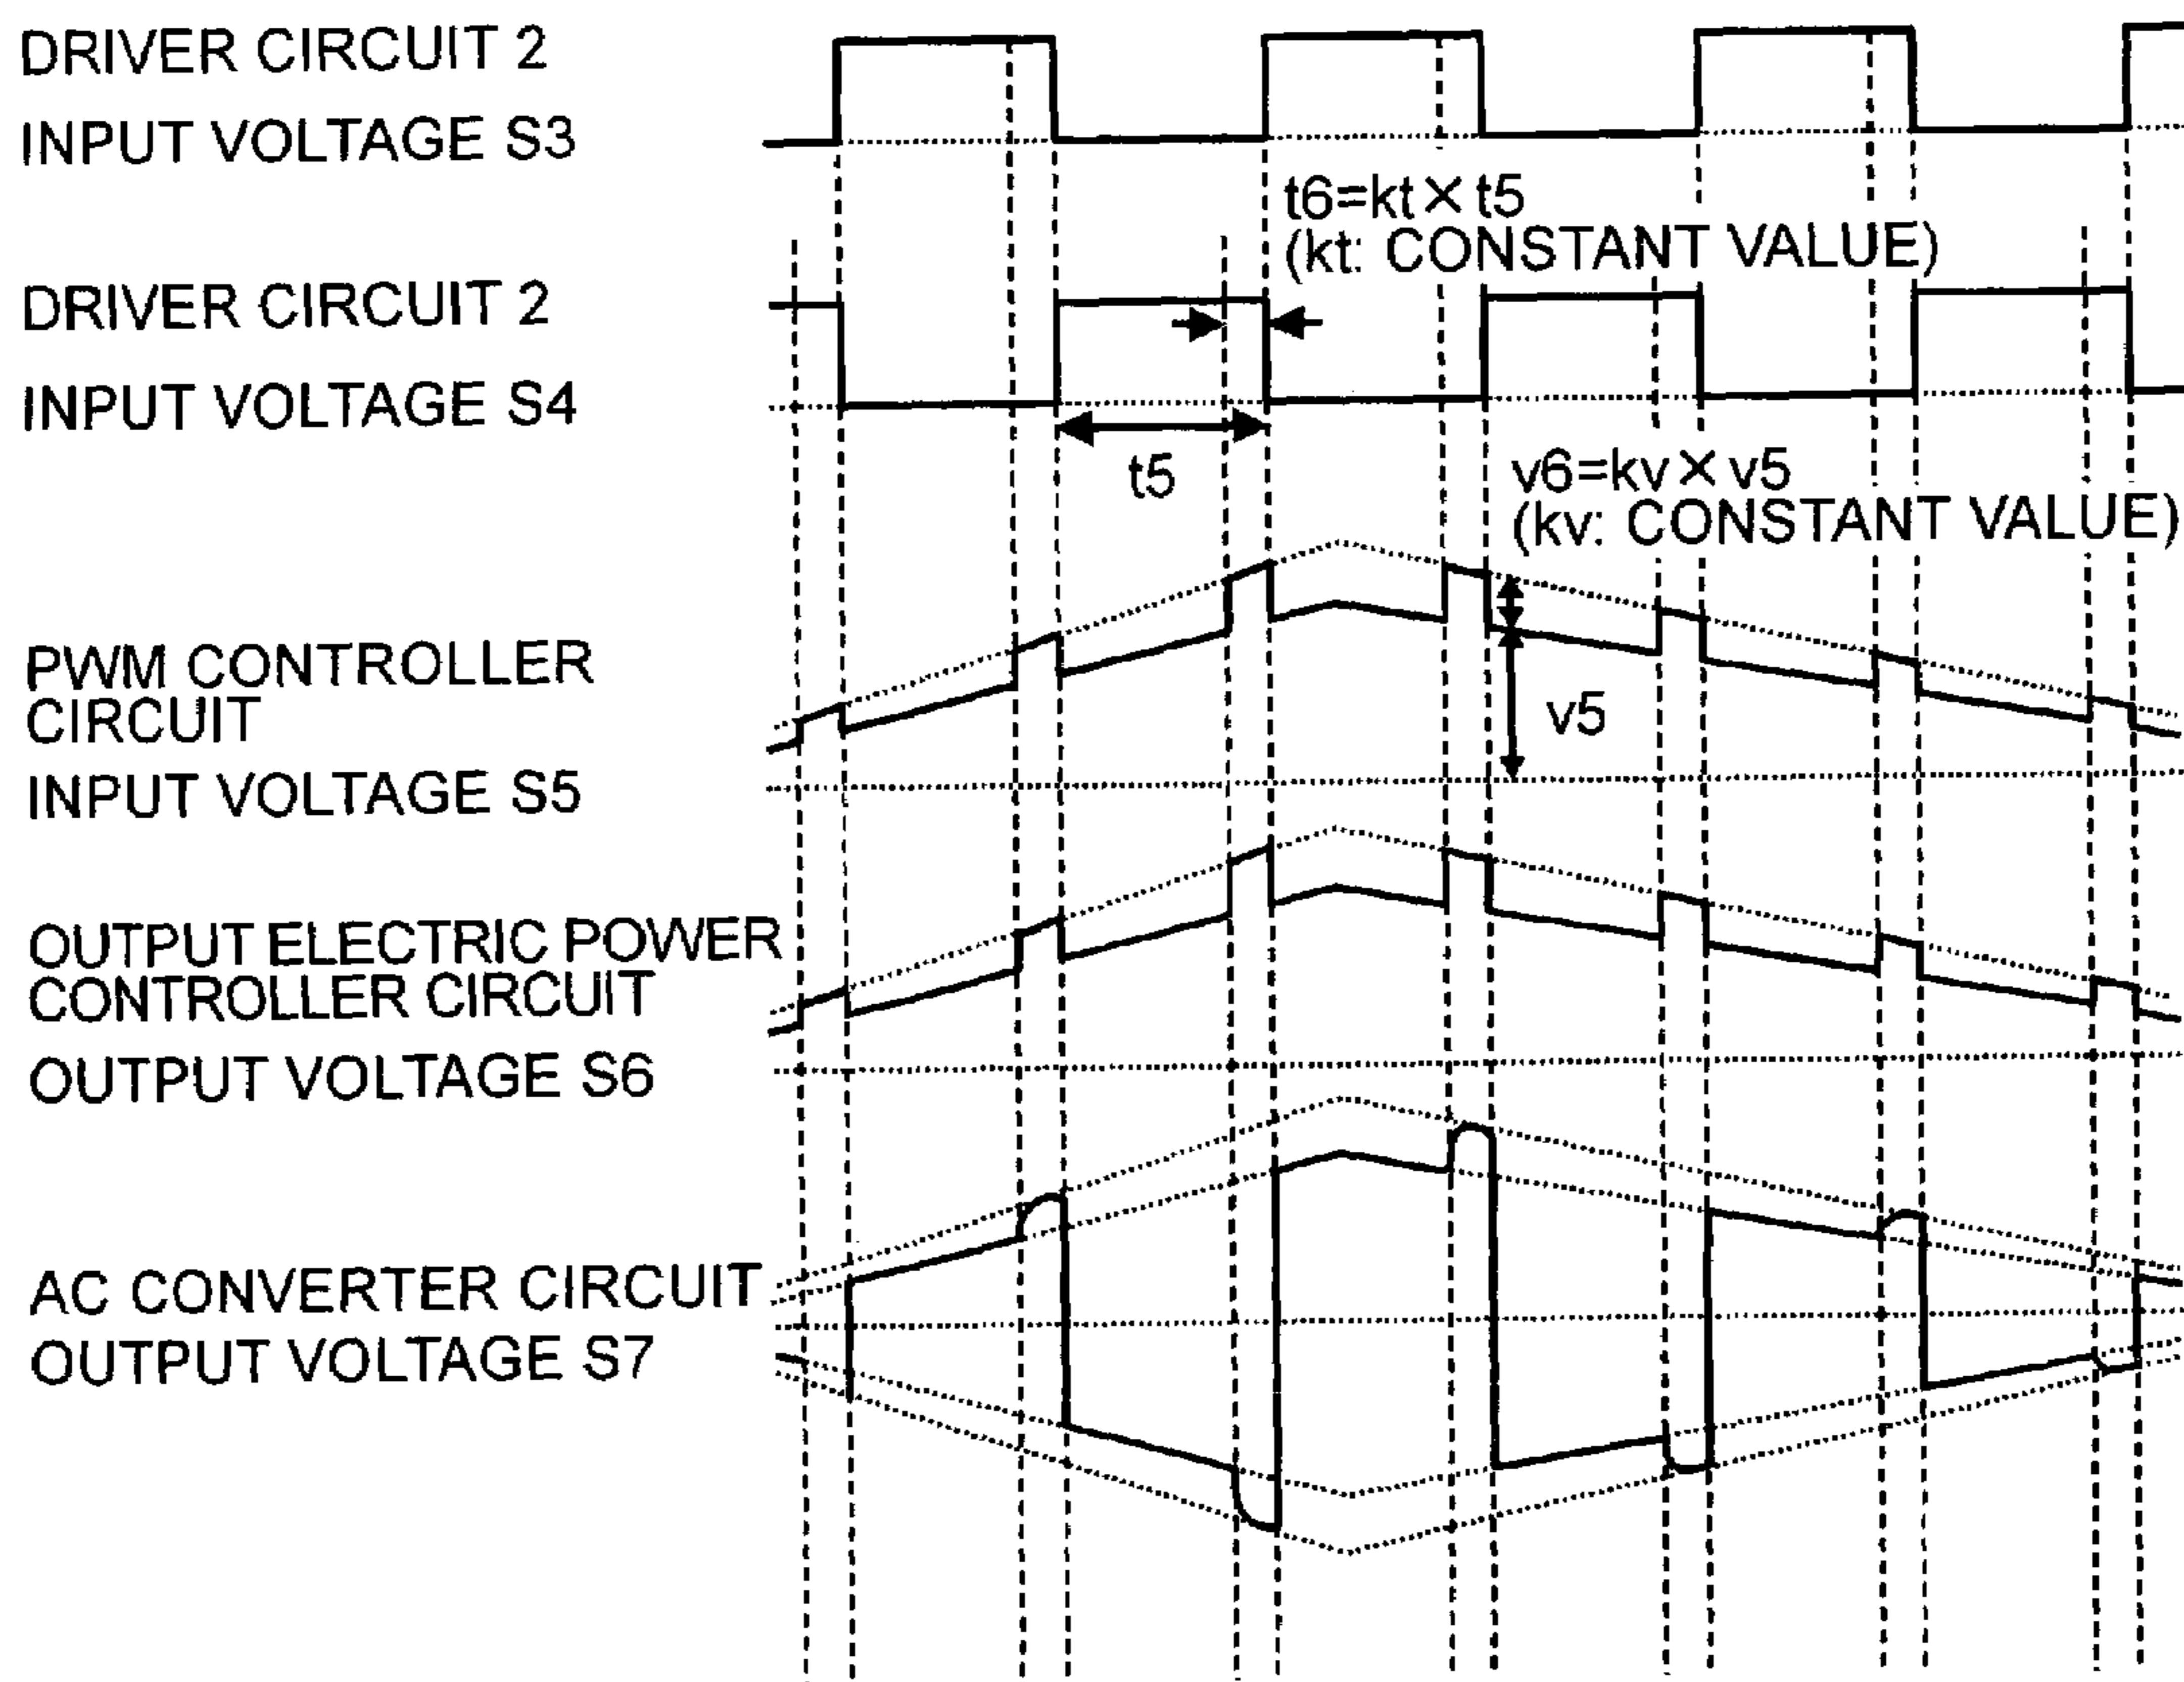 DRIVER CIRCUIT 2
INPUT VOLTAGE S3
t6=kt×t5
(kt: CONSTANT VALUE)
DRIVER CIRCUIT 2
INPUT VOLTAGE S4
t5
v6=kv×v5
(kv: CONSTANT VALUE)
PWM CONTROLLER
CIRCUIT
v5
INPUT VOLTAGE S5
OUTPUT ELECTRIC POWER
CONTROLLER CIRCUIT
OUTPUT VOLTAGE S6
AC CONVERTER CIRCUIT
OUTPUT VOLTAGE S7